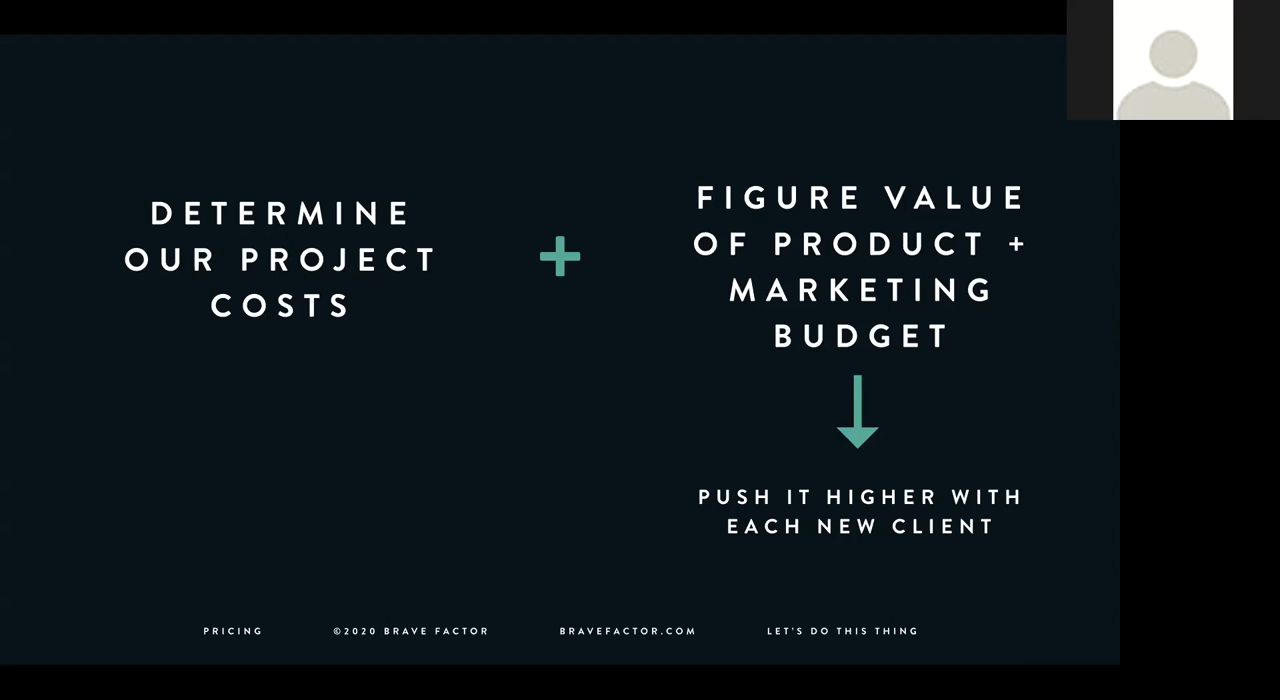 DETERMINE
OUR PROJECT
COSTS
+
FIGURE VALUE
OF PRODUCT +
MARKETING
BUDGET
PUSH IT HIGHER WITH
EACH NEW CLIENT
PRICING ©2020 BRAVE FACTOR BRAVEFACTOR.COM LET'S DO THIS THING